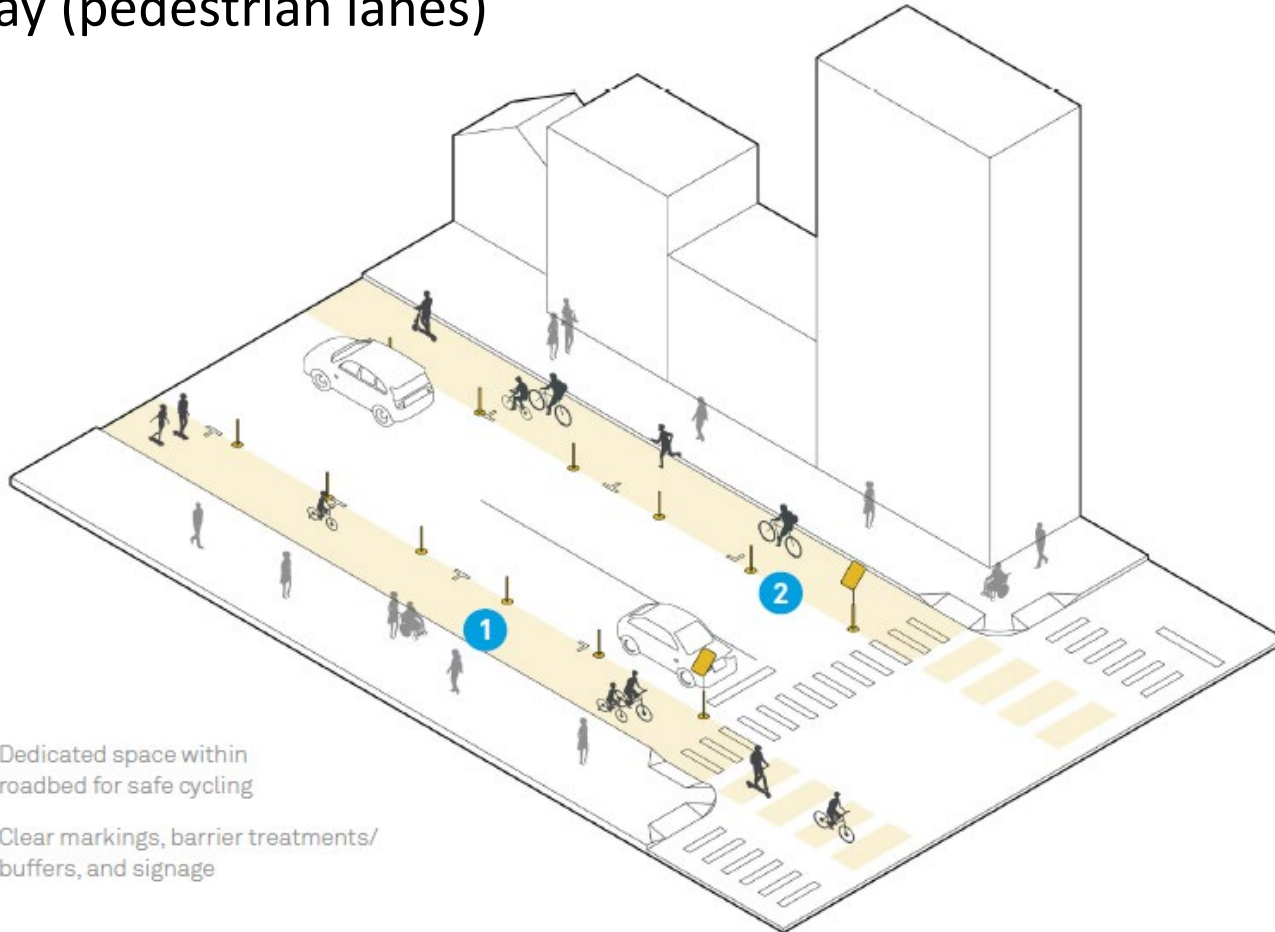 ay (pedestrian lanes)
2
1
Dedicated space within
roadbed for safe cycling
Clear markings, barrier treatments/
buffers, and signage